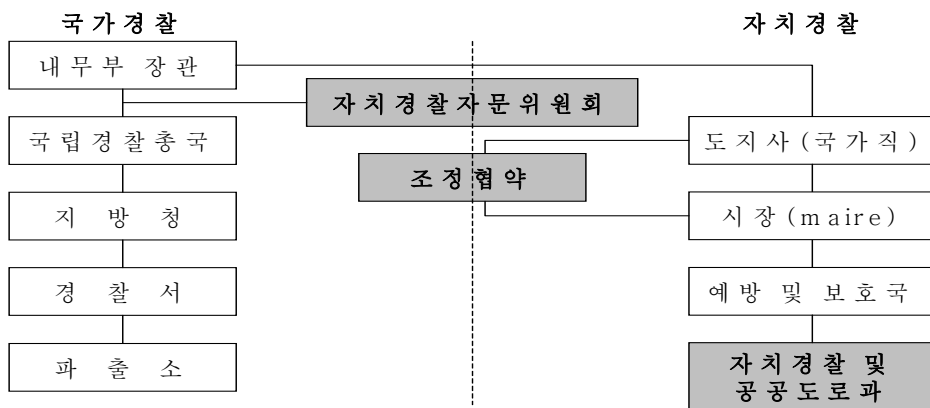 국가경찰
자치경찰
내무부 장관
자치경찰자문위원회
국립경찰총국
도지사(국가직)
조정협약
지방청
시장(maire)
경찰서
예방 및 보호국
파출소
자치경찰 및
공공도로과